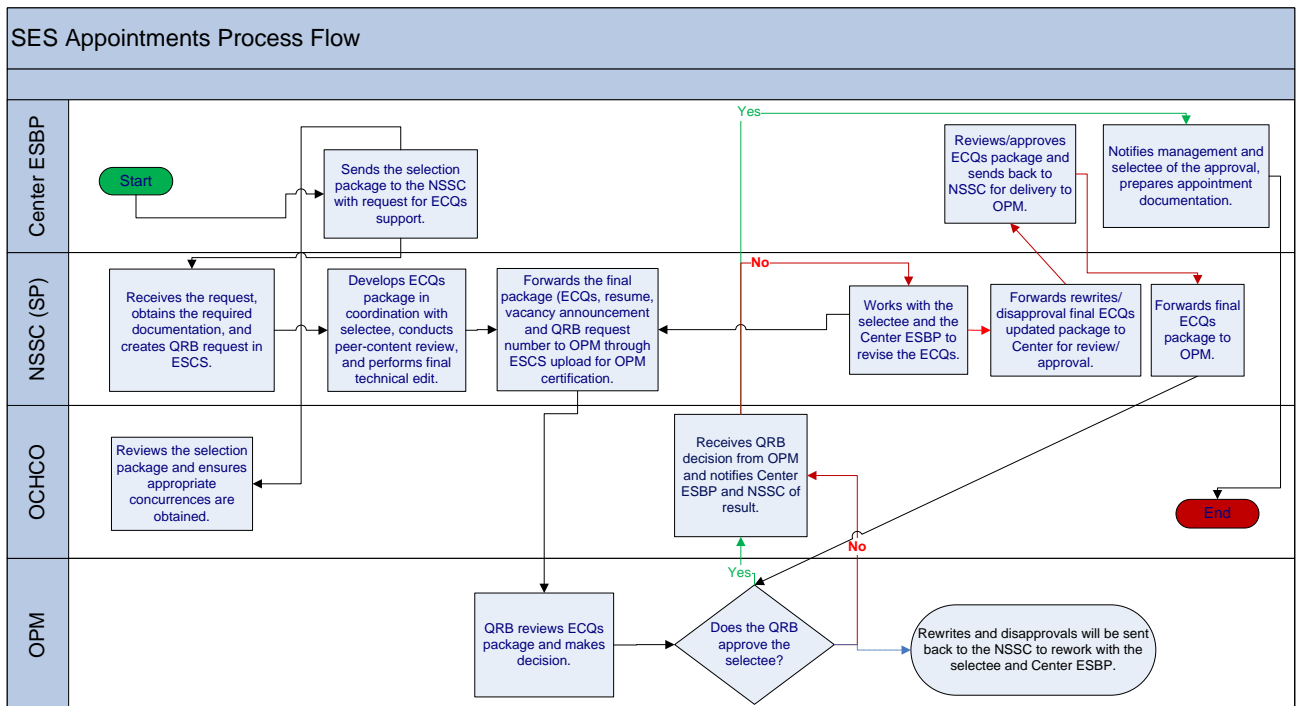 SES Appointments Process Flow
Center ESBP
Start
Sends the selection
package to the NSSC
with request for ECQs
support.
Yes
Reviews/approves
ECQs package and
sends back to
NSSC for delivery to
OPM.
Notifies management and
selectee of the approval,
prepares appointment
documentation.
NSSC (SP)
Receives the request,
obtains the required
documentation, and
creates QRB request in
ESCS.
Develops ECQs
package in
coordination with
selectee, conducts
peer-content review,
and performs final
technical edit.
Forwards the final
package (ECQs, resume,
vacancy announcement
and QRB request
number to OPM through
ESCS upload for OPM
certification.
No
Works with the
selectee and the
Center ESBP to
revise the ECQs.
Forwards rewrites/
disapproval final ECQs
updated package to
Center for review/
approval.
Forwards final
ECQs
package to
OPM.
OCHCO
Reviews the selection
package and ensures
appropriate
concurrences are
obtained.
Receives QRB
decision from OPM
and notifies Center
ESBP and NSSC of
result.
End
No
OPM
Yes
QRB reviews ECQs
package and makes
decision.
Does the QRB
approve the
selectee?
Rewrites and disapprovals will be sent
back to the NSSC to rework with the
selectee and Center ESBP.